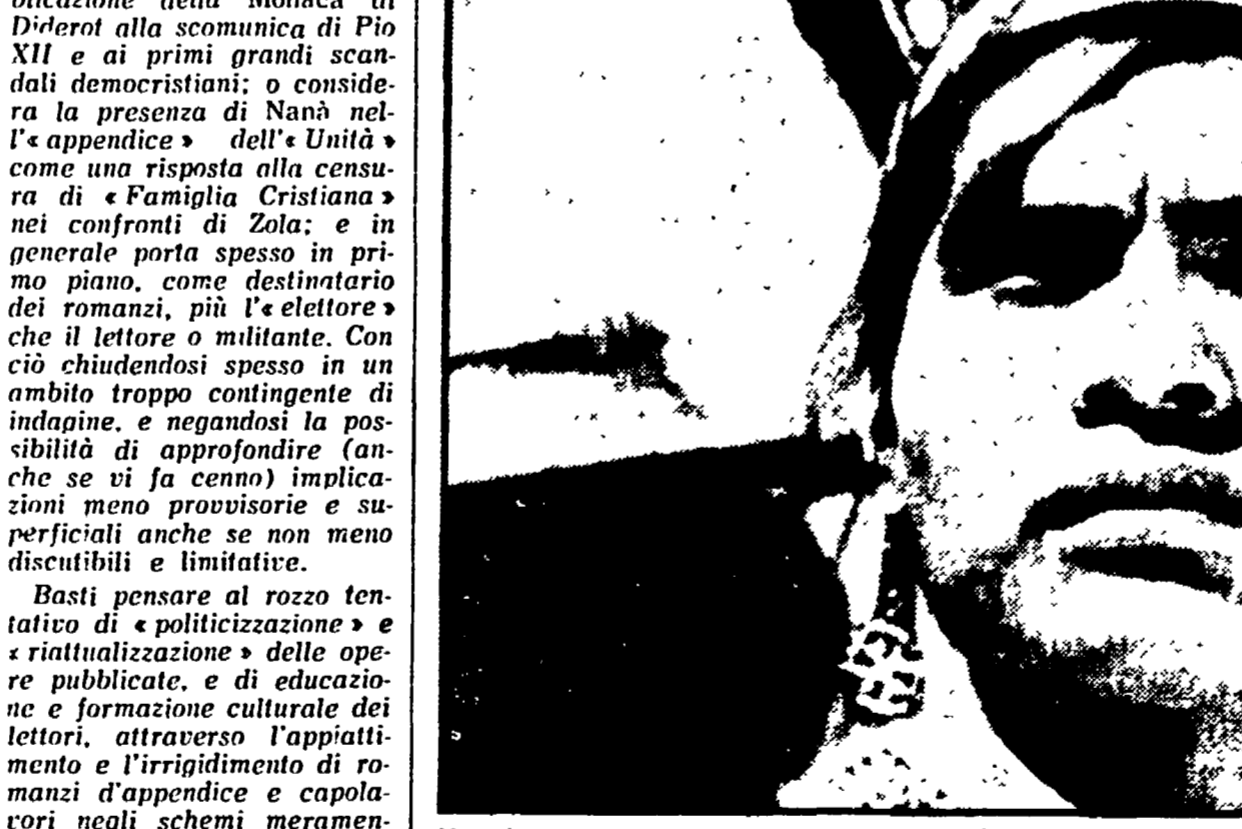 blicazione della Monaca di
Diderot alla scomunica di Pio
XII e ai primi grandi scan-
dali democristiani; o conside-
ra la presenza di Nanà nel-
l'« appendice » dell'« Unità »
come una risposta alla censu-
ra di « Famiglia Cristiana »
nei confronti di Zola; e in
generale porta spesso in pri-
mo piano, come destinatario
dei romanzi, più l'« elettore »
che il lettore o militante. Con
ciò chiudendosi spesso in un
ambito troppo contingente di
indagine, e negandosi la pos-
sibilità di approfondire (an-
che se vi fa cenno) implica-
zioni meno provvisorie e su-
perficiali anche se non meno
discutibili e limitative.
Basti pensare al rozzo ten-
tativo di « politicizzazione » e
« riattualizzazione » delle ope-
re pubblicate, e di educazio-
ne e formazione culturale dei
lettori, attraverso l'appiatti-
mento e l'irrigidimento di ro-
manzi d'appendice e capola-
vori negli schemi meramen-